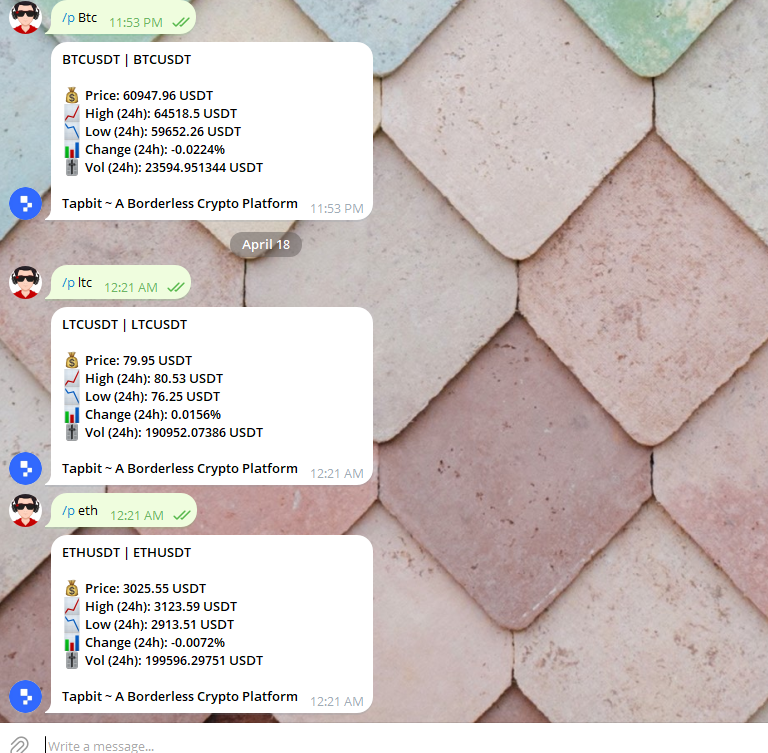 /p Btc
11:53 PM
BTCUSDT | BTCUSDT
Price: 60947.96 USDT
High (24h): 64518.5 USDT
Low (24h): 59652.26 USDT
Change (24h): -0.0224%
Vol (24h): 23594.951344 USDT
Tapbit ~ A Borderless Crypto Platform
11:53 PM
April 18
/p ltc
12:21 AM
LTCUSDT | LTCUSDT
Price: 79.95 USDT
High (24h): 80.53 USDT
Low (24h): 76.25 USDT
Change (24h): 0.0156%
Vol (24h): 190952.07386 USDT
Tapbit ~ A Borderless Crypto Platform
12:21 AM
/p eth
12:21 AM
ETHUSDT | ETHUSDT
Price: 3025.55 USDT
High (24h): 3123.59 USDT
Low (24h): 2913.51 USDT
Change (24h): -0.0072%
Vol (24h): 199596.29751 USDT
Tapbit ~ A Borderless Crypto Platform
12:21 AM
Write a message...